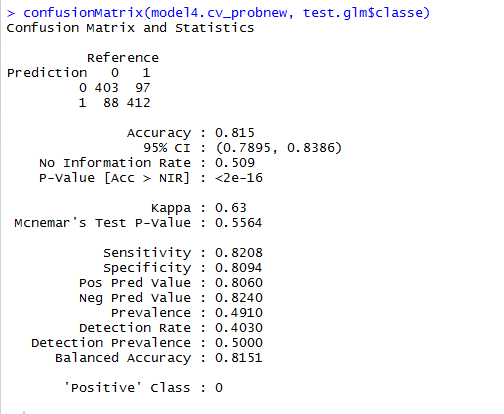 > confusionMatrix(model4.cv_probnew, test.glm$classe)
Confusion Matrix and Statistics
Reference
Prediction 0 1
0 403 97
1 88 412
Accuracy : 0.815
95% CI : (0.7895, 0.8386)
No Information Rate : 0.509
P-Value [Acc > NIR] : <2e-16
Kappa : 0.63
Mcnemar's Test P-Value : 0.5564
Sensitivity : 0.8208
Specificity : 0.8094
Pos Pred Value : 0.8060
Neg Pred Value : 0.8240
Prevalence : 0.4910
Detection Rate : 0.4030
Detection Prevalence : 0.5000
Balanced Accuracy : 0.8151
'Positive' Class : 0